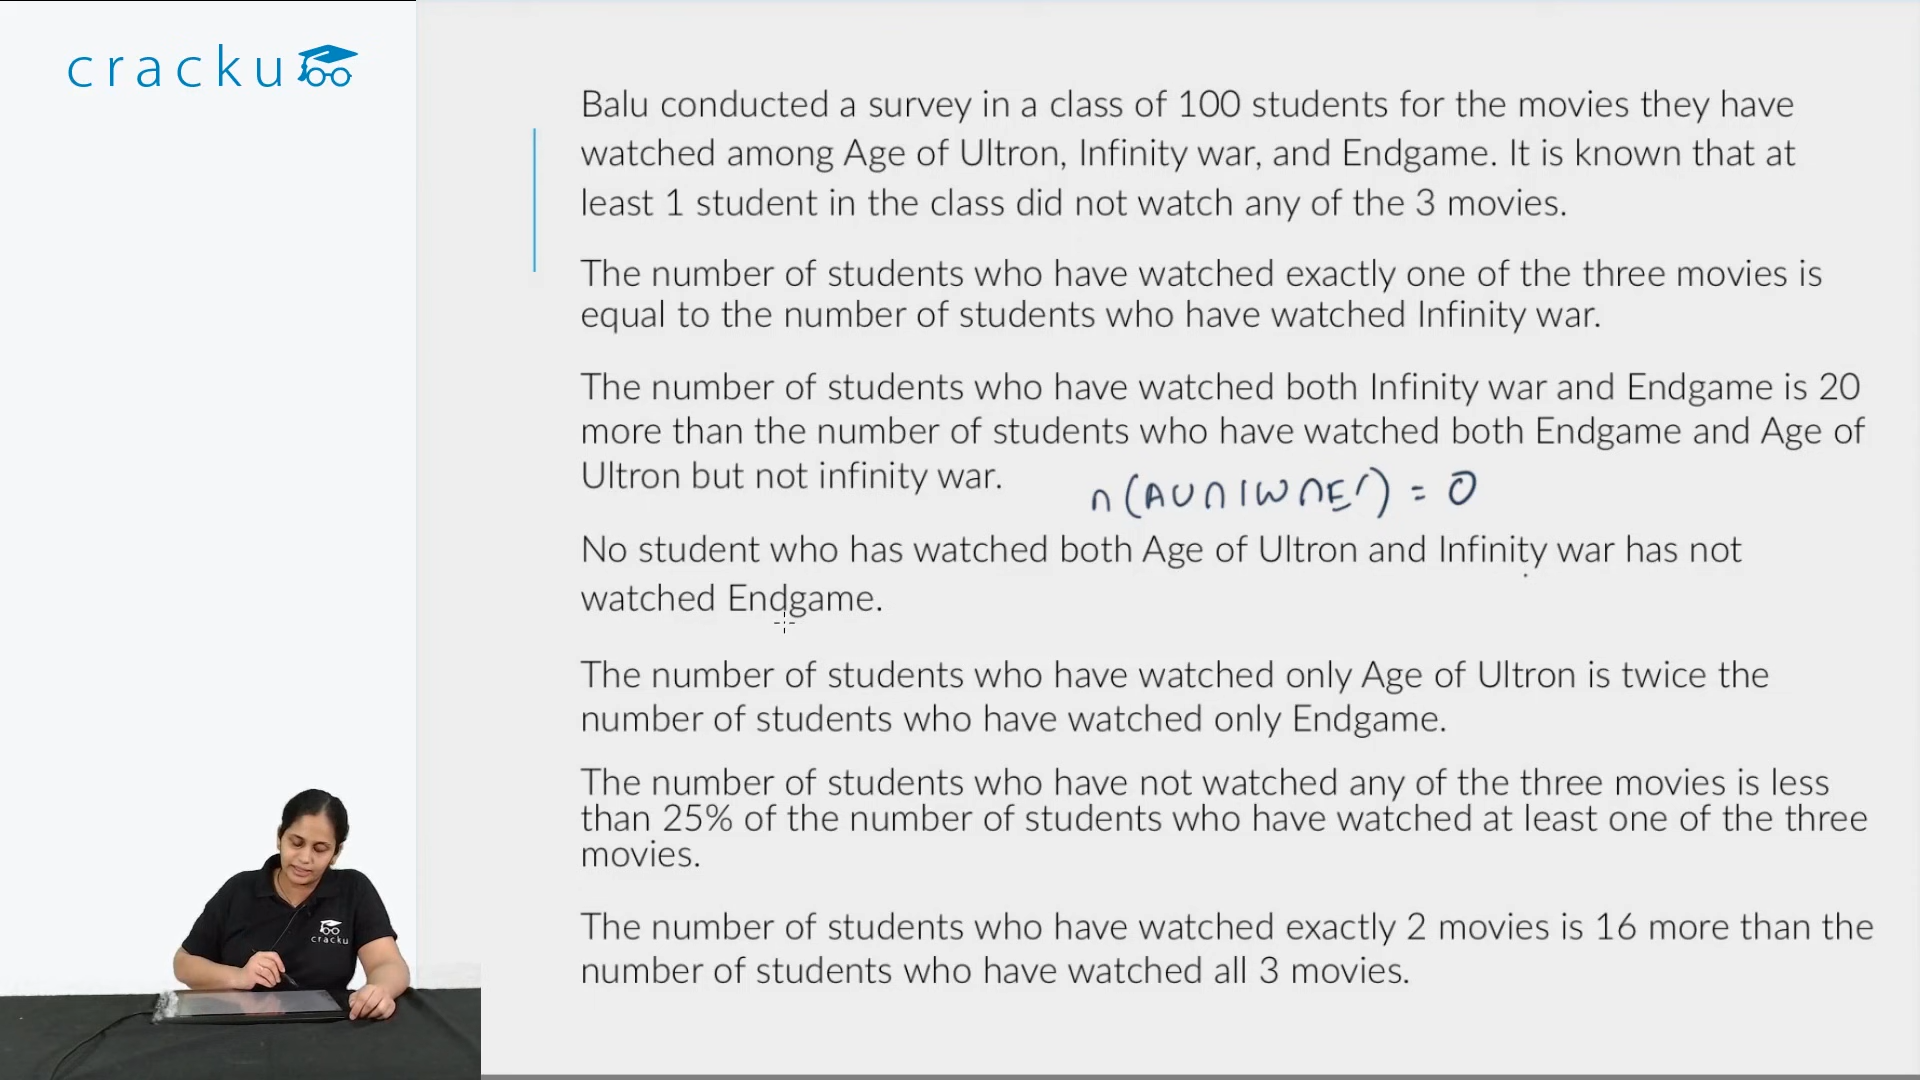 cracku
Balu conducted a survey in a class of 100 students for the movies they have
watched among Age of Ultron, Infinity war, and Endgame. It is known that at
least 1 student in the class did not watch any of the 3 movies.
The number of students who have watched exactly one of the three movies is
equal to the number of students who have watched Infinity war.
The number of students who have watched both Infinity war and Endgame is 20
more than the number of students who have watched both Endgame and Age of
Ultron but not infinity war.
n(AU∩IW∩E') = 0
No student who has watched both Age of Ultron and Infinity war has not
watched Endgame.
The number of students who have watched only Age of Ultron is twice the
number of students who have watched only Endgame.
The number of students who have not watched any of the three movies is less
than 25% of the number of students who have watched at least one of the three
movies.
The number of students who have watched exactly 2 movies is 16 more than the
number of students who have watched all 3 movies.
cracku